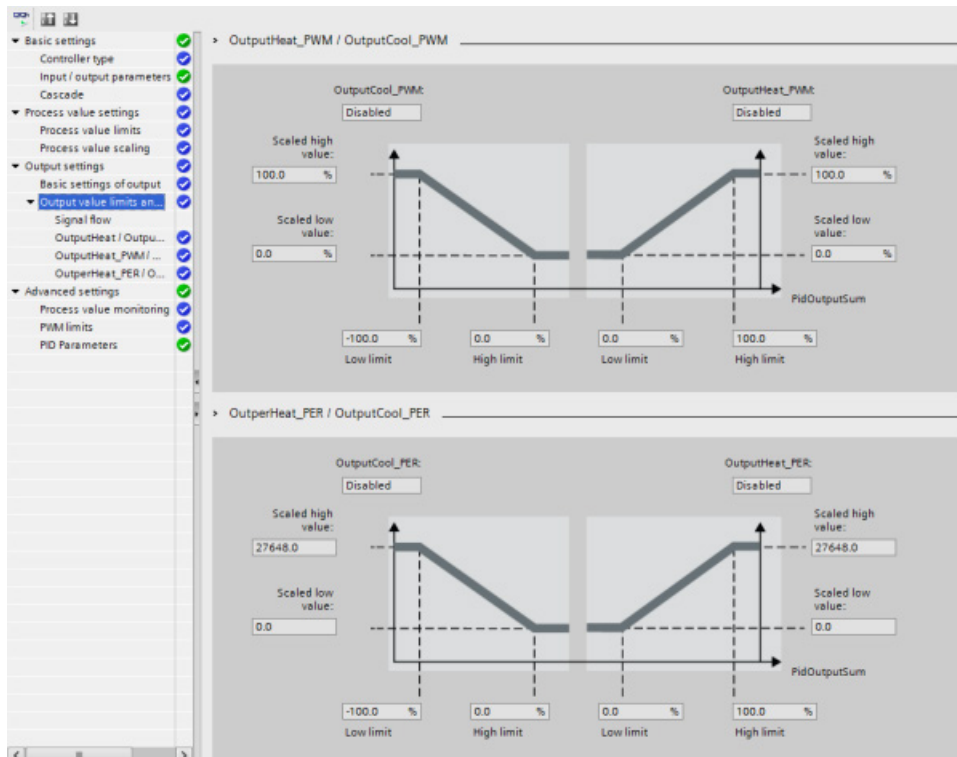 Basic settings
Controller type
Input / output parameters
Cascade
Process value settings
Process value limits
Process value scaling
Output settings
Basic settings of output
Output value limits an...
Signal flow
OutputHeat / Outpu...
OutputHeat_PWM / ...
OutperHeat_PER / O...
Advanced settings
Process value monitoring
PWM limits
PID Parameters
OutputHeat_PWM / OutputCool_PWM
OutputCool_PWM:
Disabled
OutputHeat_PWM:
Disabled
Scaled high
value:
100.0 %
Scaled low
value:
0.0 %
Scaled high
value:
100.0 %
Scaled low
value:
0.0 %
PidOutputSum
-100.0 % 0.0 % 0.0 % 100.0 %
Low limit High limit Low limit High limit
OutperHeat_PER / OutputCool_PER
OutputCool_PER:
Disabled
OutputHeat_PER:
Disabled
Scaled high
value:
27648.0
Scaled low
value:
0.0
Scaled high
value:
27648.0
Scaled low
value:
0.0
PidOutputSum
-100.0 % 0.0 % 0.0 % 100.0 %
Low limit High limit Low limit High limit